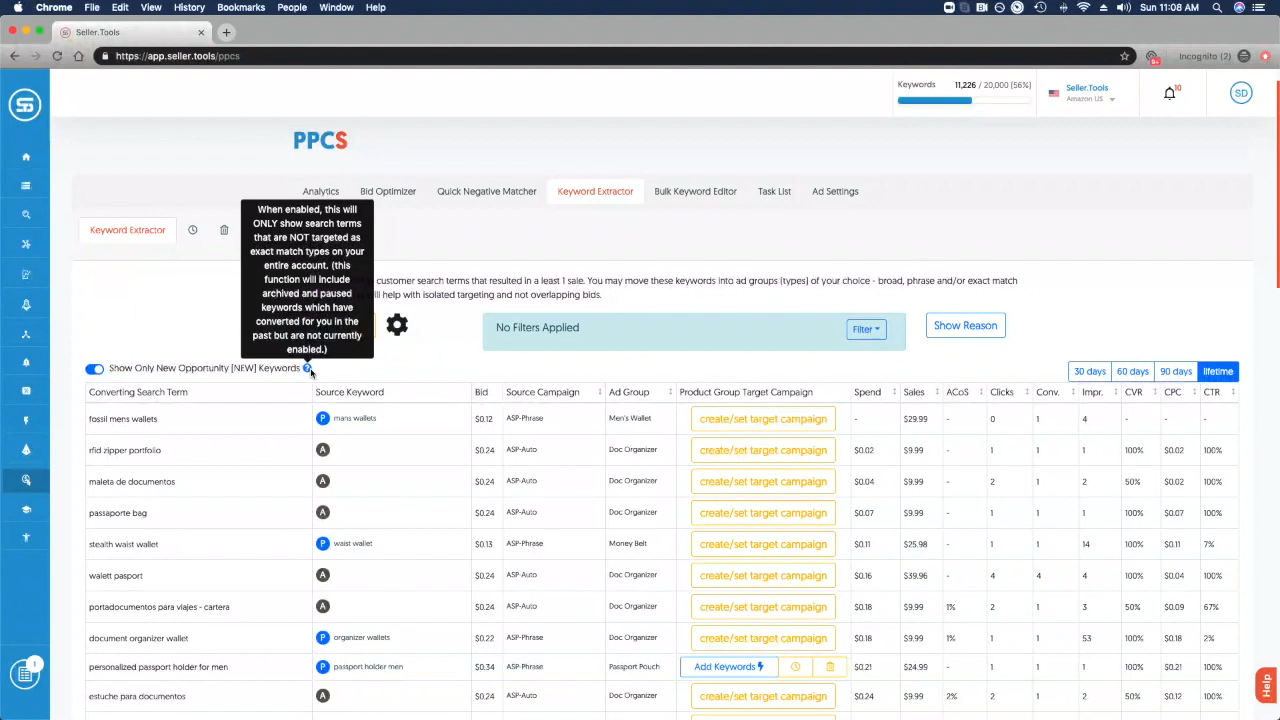 Chrome File Edit View History Bookmarks People Window Help Sun 11:08 AM
Seller.Tools
https://app.seller.tools/ppcs Incognito (2)
Keywords 11,226 / 20,000 (56%)
Seller.Tools
Amazon US
10
SD
PPCS
Analytics Bid Optimizer Quick Negative Matcher Keyword Extractor Bulk Keyword Editor Task List Ad Settings
Keyword Extractor
When enabled, this will
ONLY show search terms
that are NOT targeted as
exact match types on your
entire account. (this
function will include
archived and paused
keywords which have
converted for you in the
past but are not currently
enabled.)
customer search terms that resulted in a least 1 sale. You may move these keywords into ad groups (types) of your choice - broad, phrase and/or exact match
will help with isolated targeting and not overlapping bids.
No Filters Applied Filter Show Reason
Show Only New Opportunity [NEW] Keywords ?
30 days 60 days 90 days lifetime
Converting Search Term Source Keyword Bid Source Campaign Ad Group Product Group Target Campaign Spend Sales ACoS Clicks Conv. Impr. CVR CPC CTR
fossil mens wallets P mans wallets $0.12 ASP-Phrase Men's Wallet create/set target campaign - $29.99 - 0 1 4 - - -
rfid zipper portfolio A $0.24 ASP-Auto Doc Organizer create/set target campaign $0.02 $9.99 - 1 1 1 100% $0.02 100%
maleta de documentos A $0.24 ASP-Auto Doc Organizer create/set target campaign $0.04 $9.99 - 2 1 2 50% $0.02 100%
passaporte bag A $0.24 ASP-Auto Doc Organizer create/set target campaign $0.07 $9.99 - 1 1 1 100% $0.07 100%
stealth waist wallet P waist wallet $0.13 ASP-Phrase Money Belt create/set target campaign $0.11 $25.98 - 1 1 14 100% $0.11 7%
walett pasport A $0.24 ASP-Auto Doc Organizer create/set target campaign $0.16 $39.96 - 4 4 4 100% $0.04 100%
portadocumentos para viajes - cartera A $0.24 ASP-Auto Doc Organizer create/set target campaign $0.18 $9.99 1% 2 1 3 50% $0.09 67%
document organizer wallet P organizer wallets $0.22 ASP-Phrase Doc Organizer create/set target campaign $0.18 $9.99 1% 1 1 53 100% $0.18 2%
personalized passport holder for men P passport holder men $0.34 ASP-Phrase Passport Pouch Add Keywords $0.21 $24.99 - 1 1 1 100% $0.21 100%
estuche para documentos A $0.24 ASP-Auto Doc Organizer create/set target campaign $0.24 $9.99 2% 2 1 2 50% $0.12 100%
1
Help